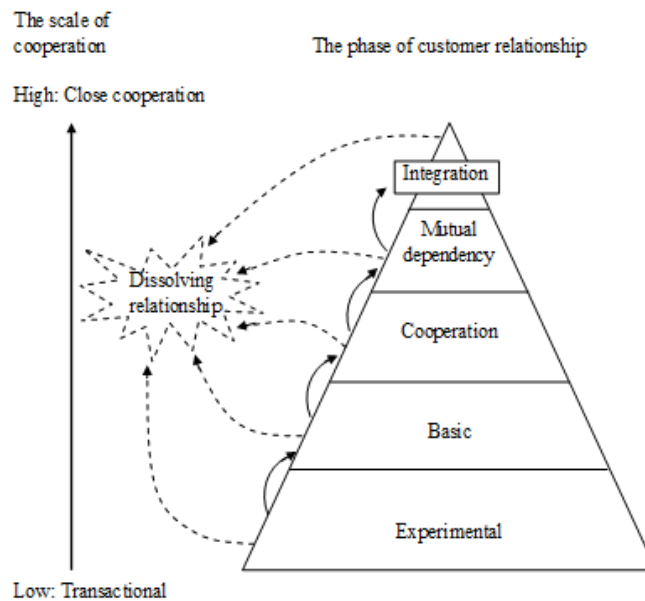 The scale of
cooperation
The phase of customer relationship
High: Close cooperation
Integration
Mutual
dependency
Dissolving
relationship
Cooperation
Basic
Experimental
Low: Transactional